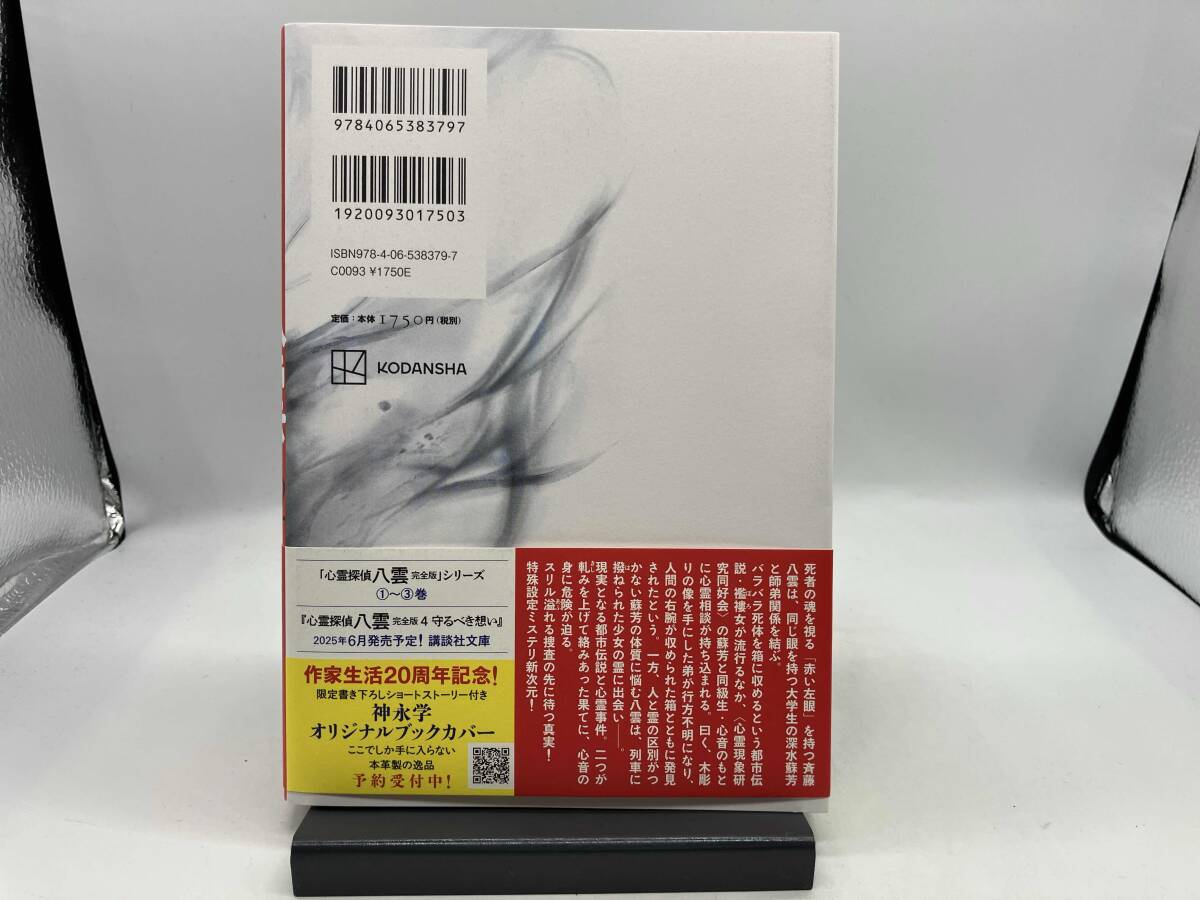 9784065383797
1920093017503
ISBN978-4-06-538379-7
C0093 ¥1750E
定価:本体1750円(税別)
KODANSHA
「心霊探偵八雲 完全版」シリーズ
①〜③巻
『心霊探偵八雲 完全版 4 守るべき想い』
2025年6月発売予定! 講談社文庫
作家生活20周年記念!
限定書き下ろしショートストーリー付き
神永学
オリジナルブックカバー
ここでしか手に入らない
本革製の逸品
予約受付中!
死者の魂を視る「赤い左眼」を持つ斉藤
八雲は、同じ眼を持つ大学生の深水蘇芳
と師弟関係を結ぶ。
バラバラ死体を箱に収めるという都市伝
説・襤褸女が流行るなか、〈心霊現象研
究同好会〉の蘇芳と同級生・心音のもと
に心霊相談が持ち込まれる。曰く、木彫
りの像を手にした弟が行方不明になり、
人間の右腕が収められた箱とともに発見
されたという。一方、人と霊の区別がつ
かない蘇芳の体質に悩む八雲は、列車に
撥ねられた少女の霊に出会い――。
現実となる都市伝説と心霊事件。二つが
軋みを上げて絡みあった果てに、心音の
身に危険が迫る。
スリル溢れる捜査の先に待つ真実!
特殊設定ミステリ新次元!